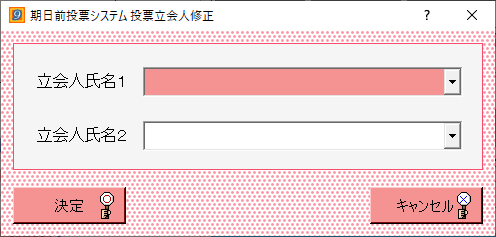 期日前投票システム 投票立会人修正
立会人氏名1
立会人氏名2
決定
キャンセル